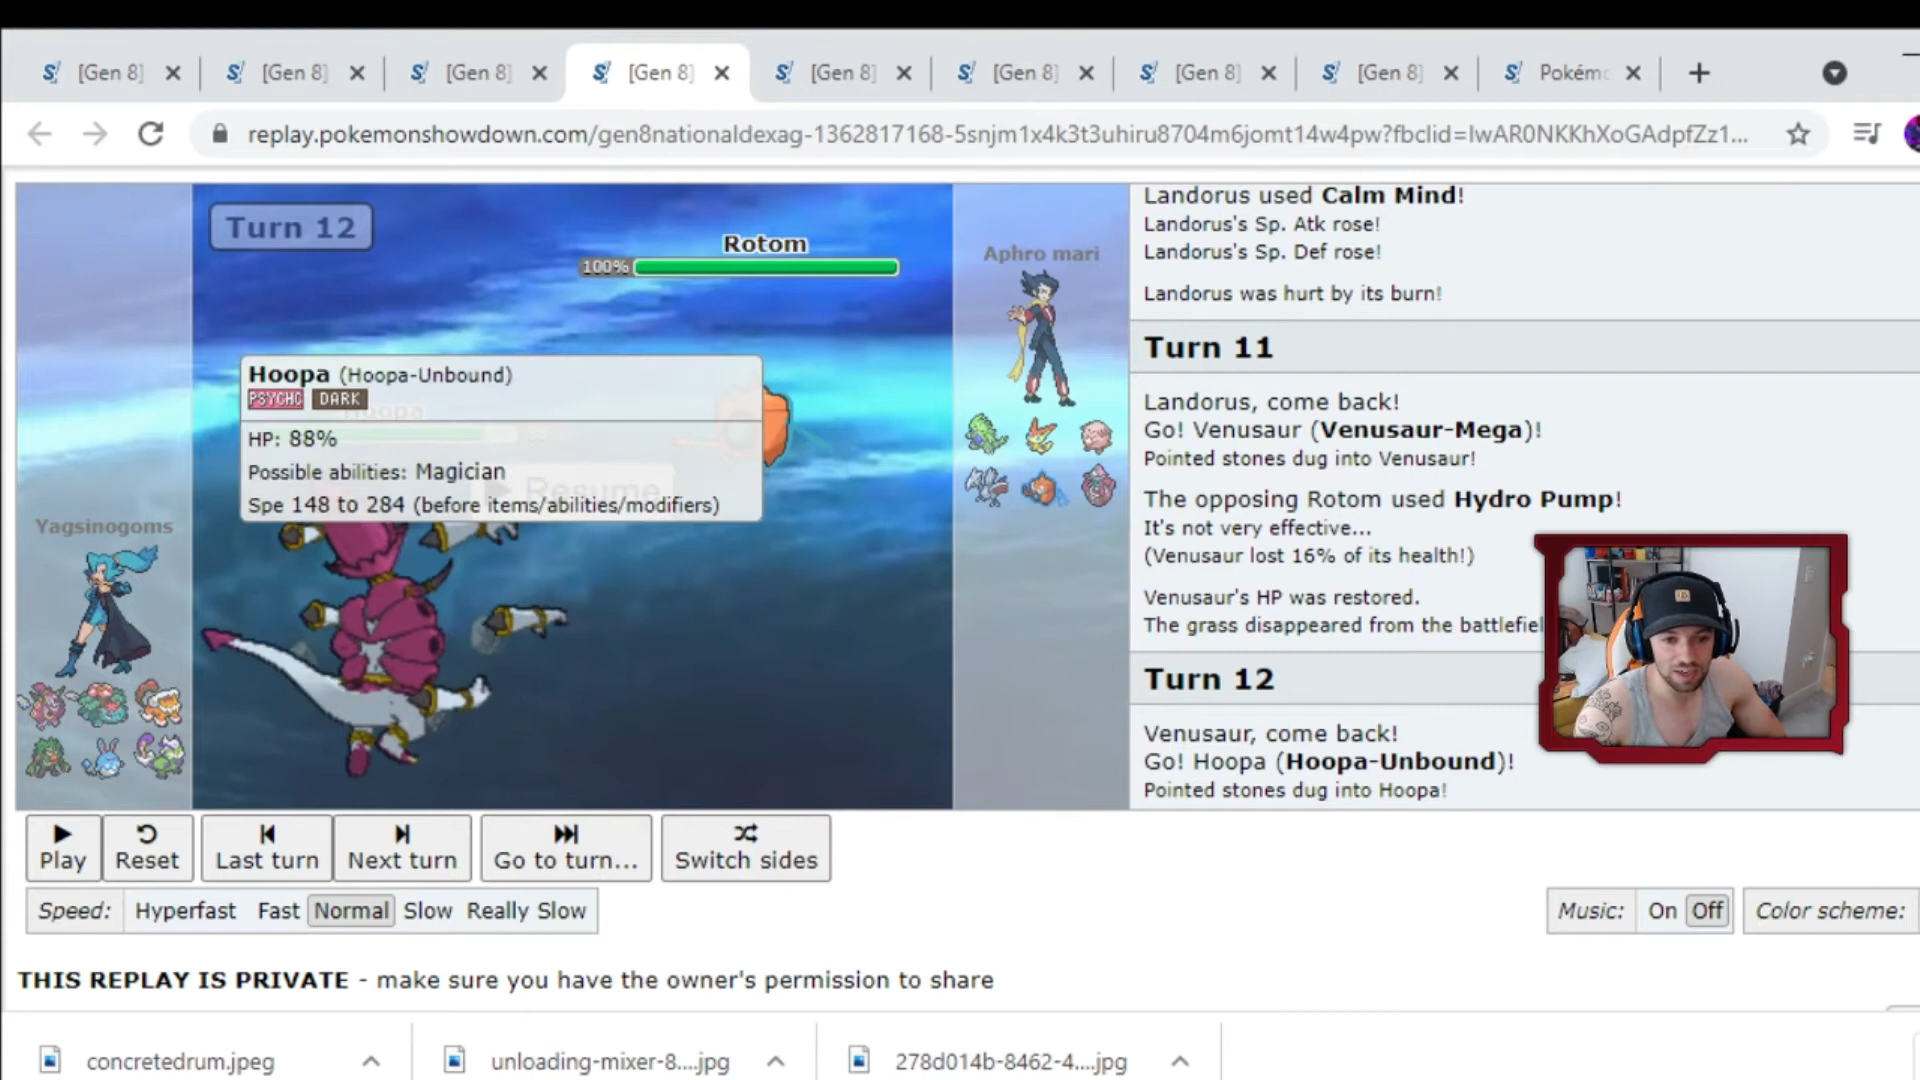 [Gen 8]
[Gen 8]
[Gen 8]
[Gen 8]
[Gen 8]
[Gen 8]
[Gen 8]
[Gen 8]
Pokémo
replay.pokemonshowdown.com/gen8nationaldexag-1362817168-5snjm1x4k3t3uhiru8704m6jomt14w4pw?fbclid=IwAR0NKKhXoGAdpfZz1...
Turn 12
Rotom
100%
Hoopa (Hoopa-Unbound)
PSYCHC DARK
Hoopa
HP: 88%
Possible abilities: Magician
Resume
Spe 148 to 284 (before items/abilities/modifiers)
Yagsinogoms
Aphro mari
Landorus used Calm Mind!
Landorus's Sp. Atk rose!
Landorus's Sp. Def rose!
Landorus was hurt by its burn!
Turn 11
Landorus, come back!
Go! Venusaur (Venusaur-Mega)!
Pointed stones dug into Venusaur!
The opposing Rotom used Hydro Pump!
It's not very effective...
(Venusaur lost 16% of its health!)
Venusaur's HP was restored.
The grass disappeared from the battlefiel
Turn 12
Venusaur, come back!
Go! Hoopa (Hoopa-Unbound)!
Pointed stones dug into Hoopa!
Play
Reset
Last turn
Next turn
Go to turn...
Switch sides
Speed: Hyperfast Fast Normal Slow Really Slow
Music: On Off
Color scheme:
THIS REPLAY IS PRIVATE - make sure you have the owner's permission to share
concretedrum.jpeg
unloading-mixer-8....jpg
278d014b-8462-4....jpg